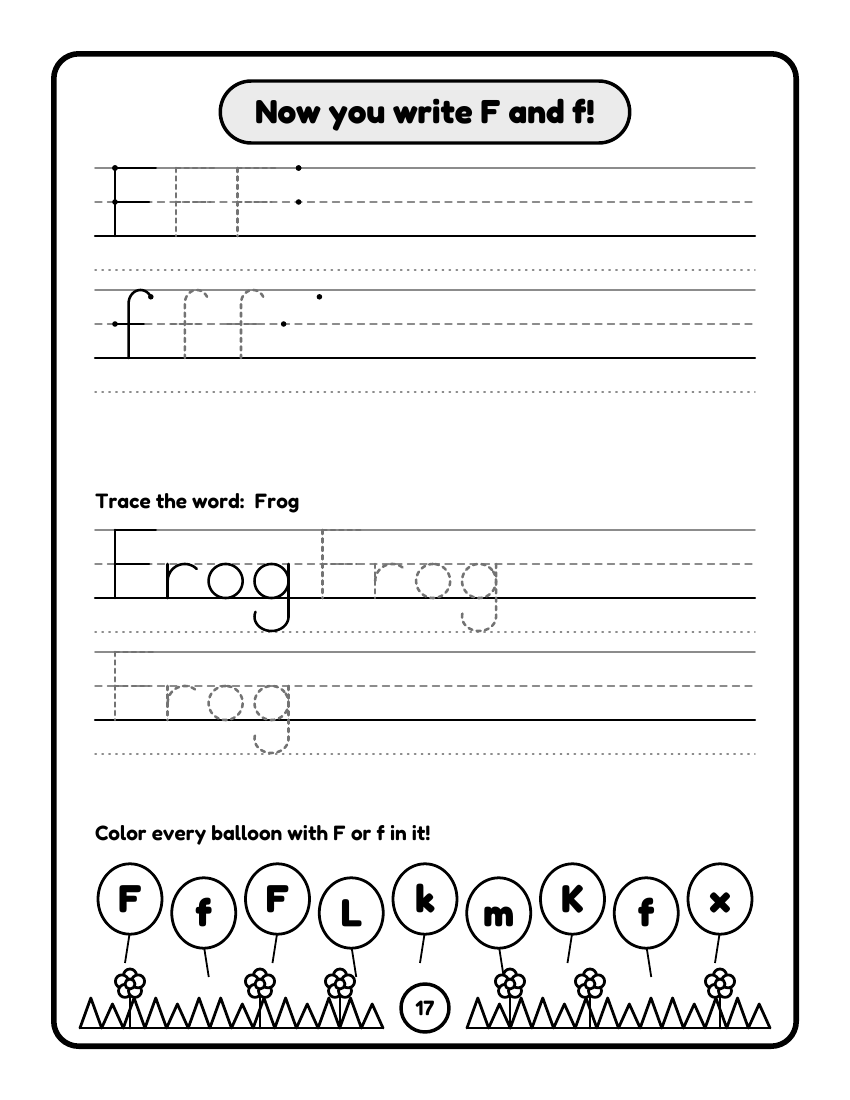 Now you write F and f!
F F F
f f f
Trace the word: Frog
Frog Frog
Frog
Color every balloon with F or f in it!
F f F L k m K f x
17